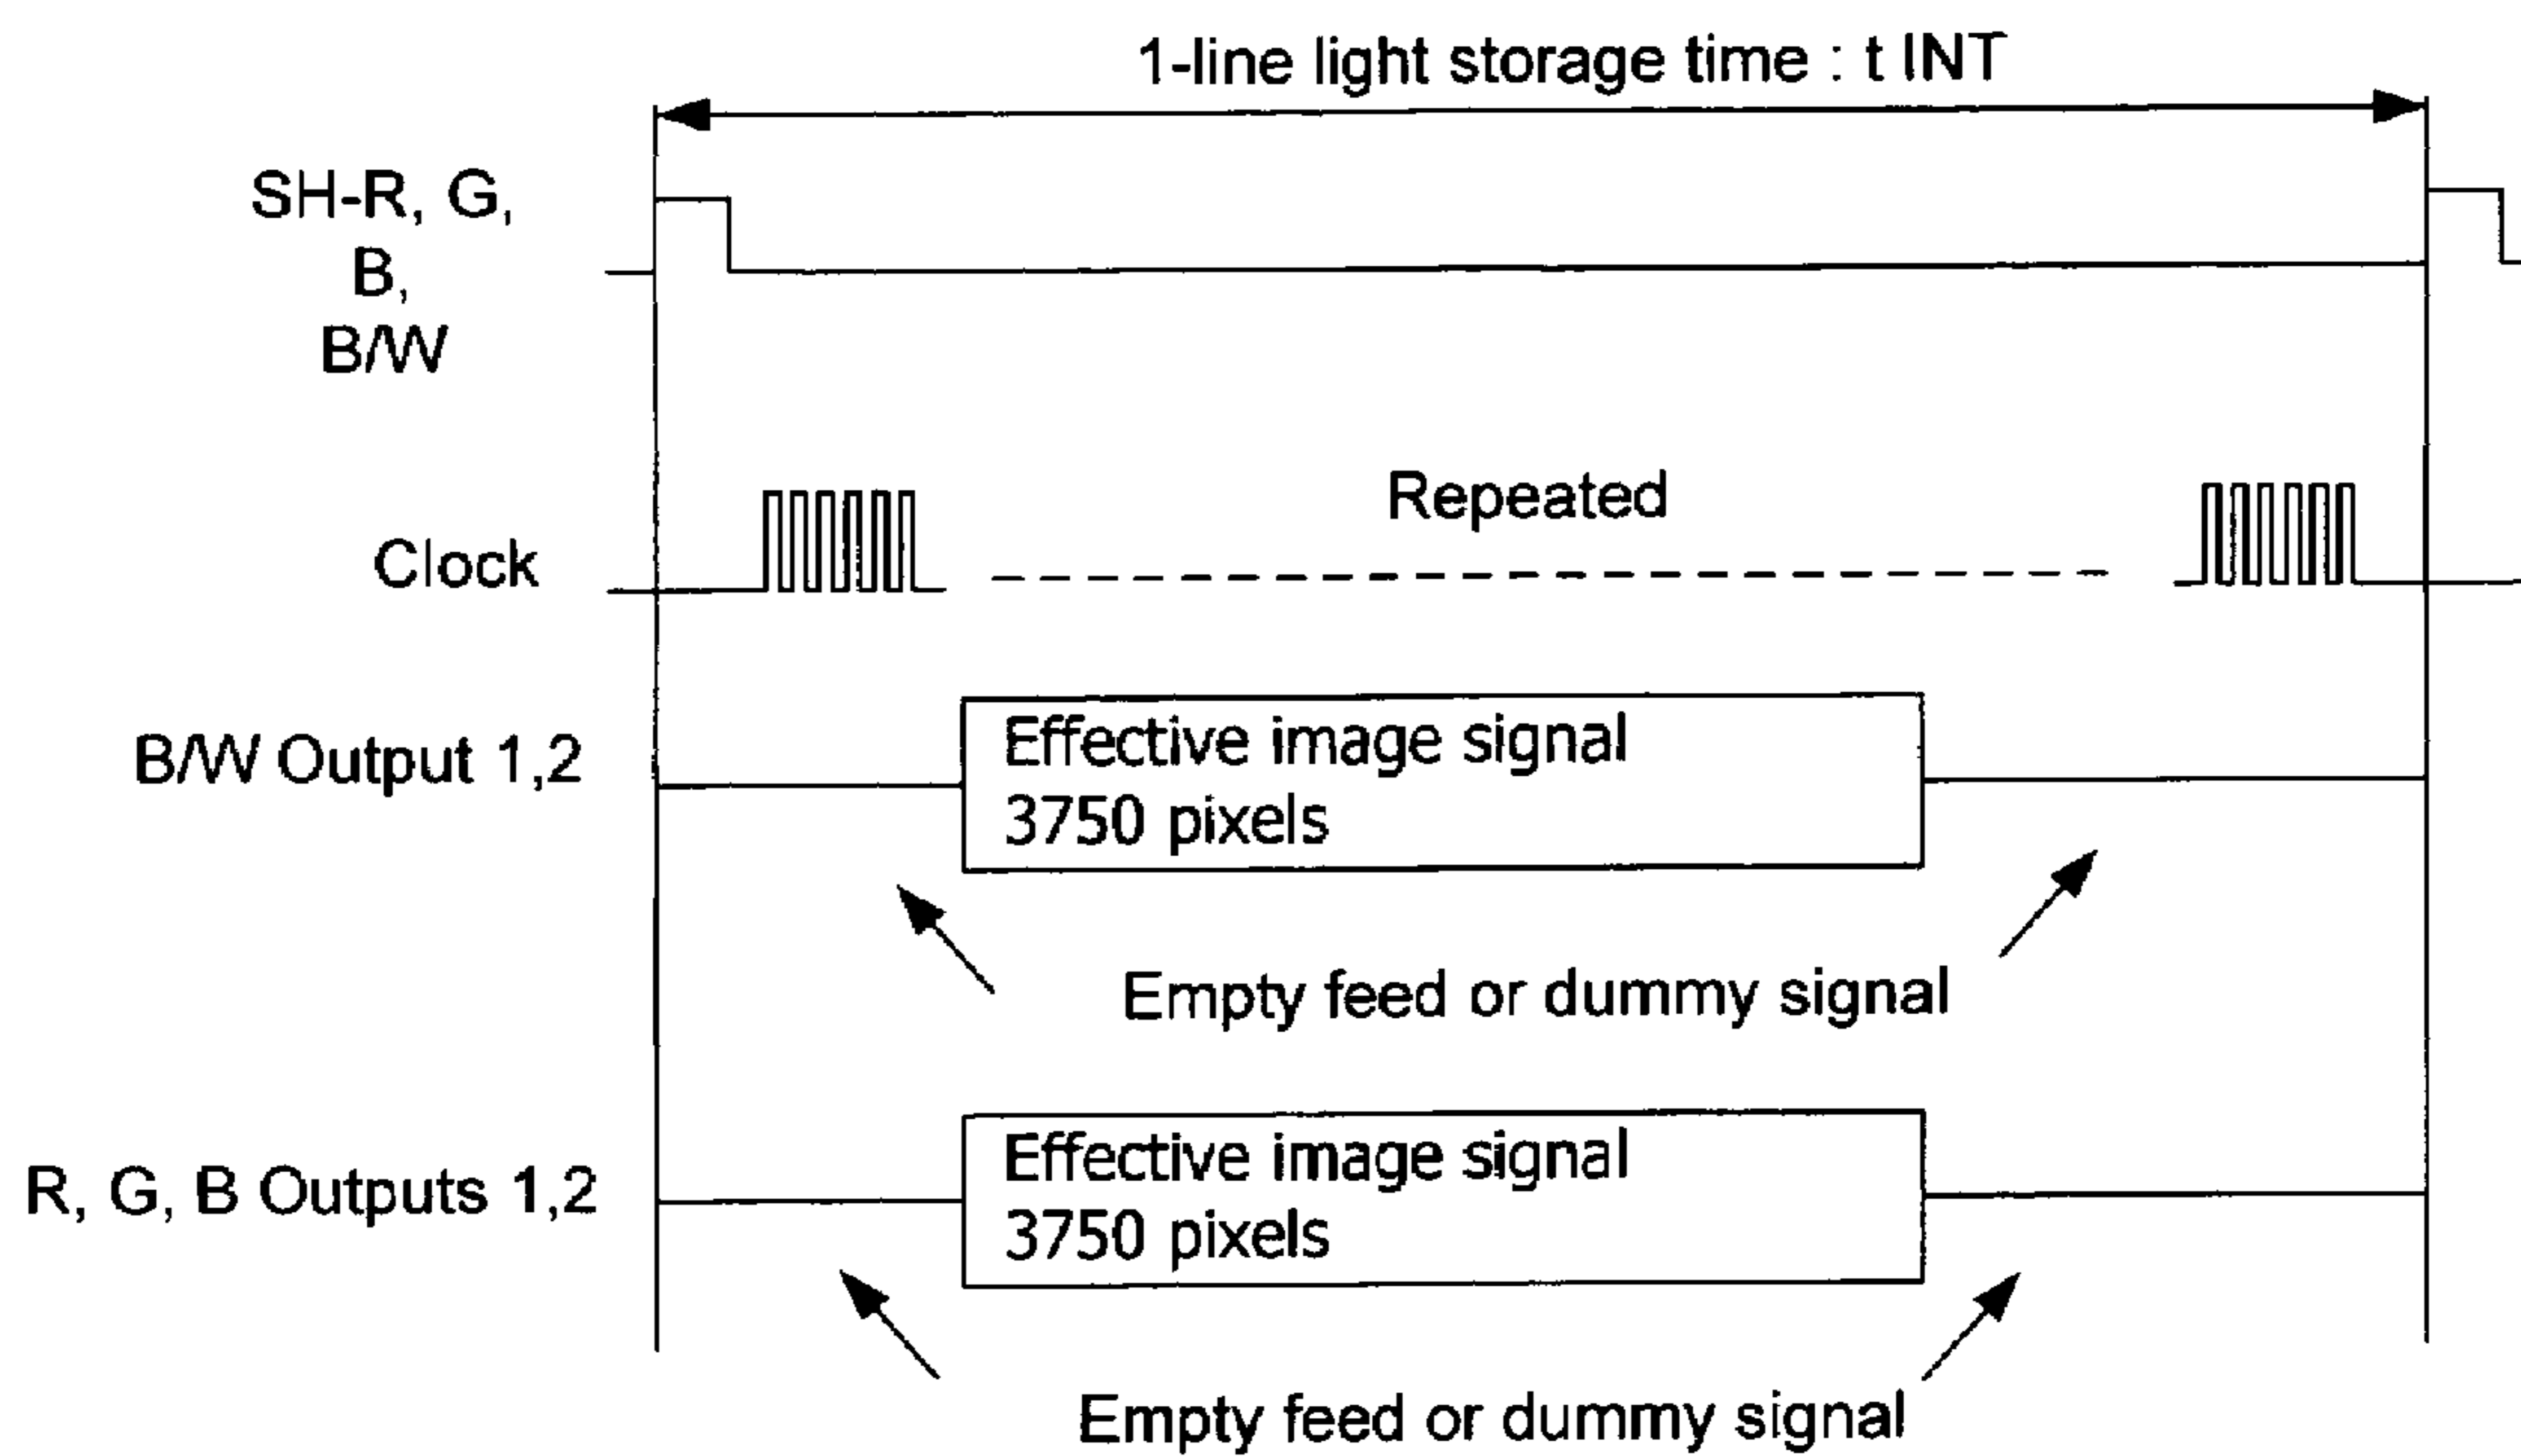 1-line light storage time : t INT
SH-R, G,
B,
B/W
Repeated
Clock
B/W Output 1,2
Effective image signal
3750 pixels
Empty feed or dummy signal
R, G, B Outputs 1,2
Effective image signal
3750 pixels
Empty feed or dummy signal